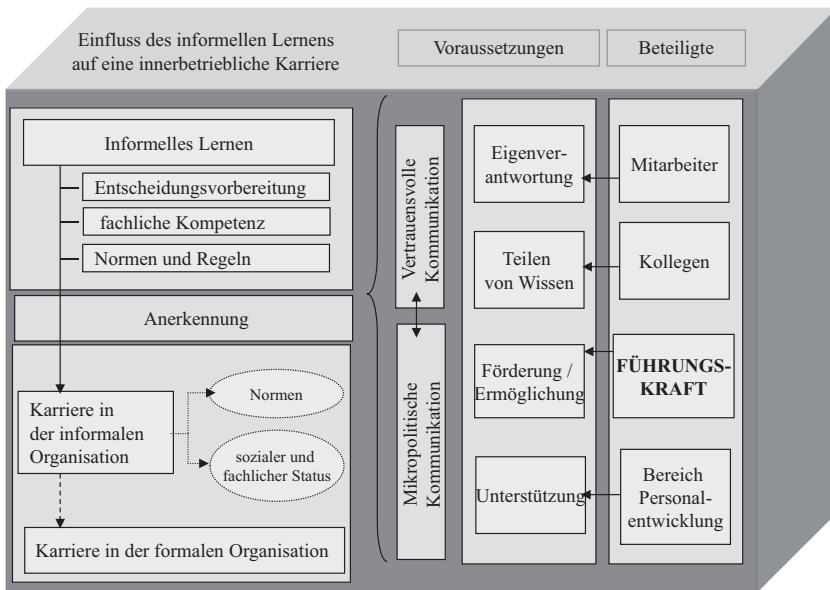 Einfluss des informellen Lernens
auf eine innerbetriebliche Karriere
Voraussetzungen
Beteiligte
Informelles Lernen
Entscheidungsvorbereitung
fachliche Kompetenz
Normen und Regeln
Anerkennung
Karriere in
der informalen
Organisation
Normen
sozialer und
fachlicher Status
Karriere in der formalen Organisation
Vertrauensvolle
Kommunikation
Mikropolitische
Kommunikation
Eigenver-
antwortung
Teilen
von Wissen
Förderung /
Ermöglichung
Unterstützung
Mitarbeiter
Kollegen
FÜHRUNGS-
KRAFT
Bereich
Personal-
entwicklung